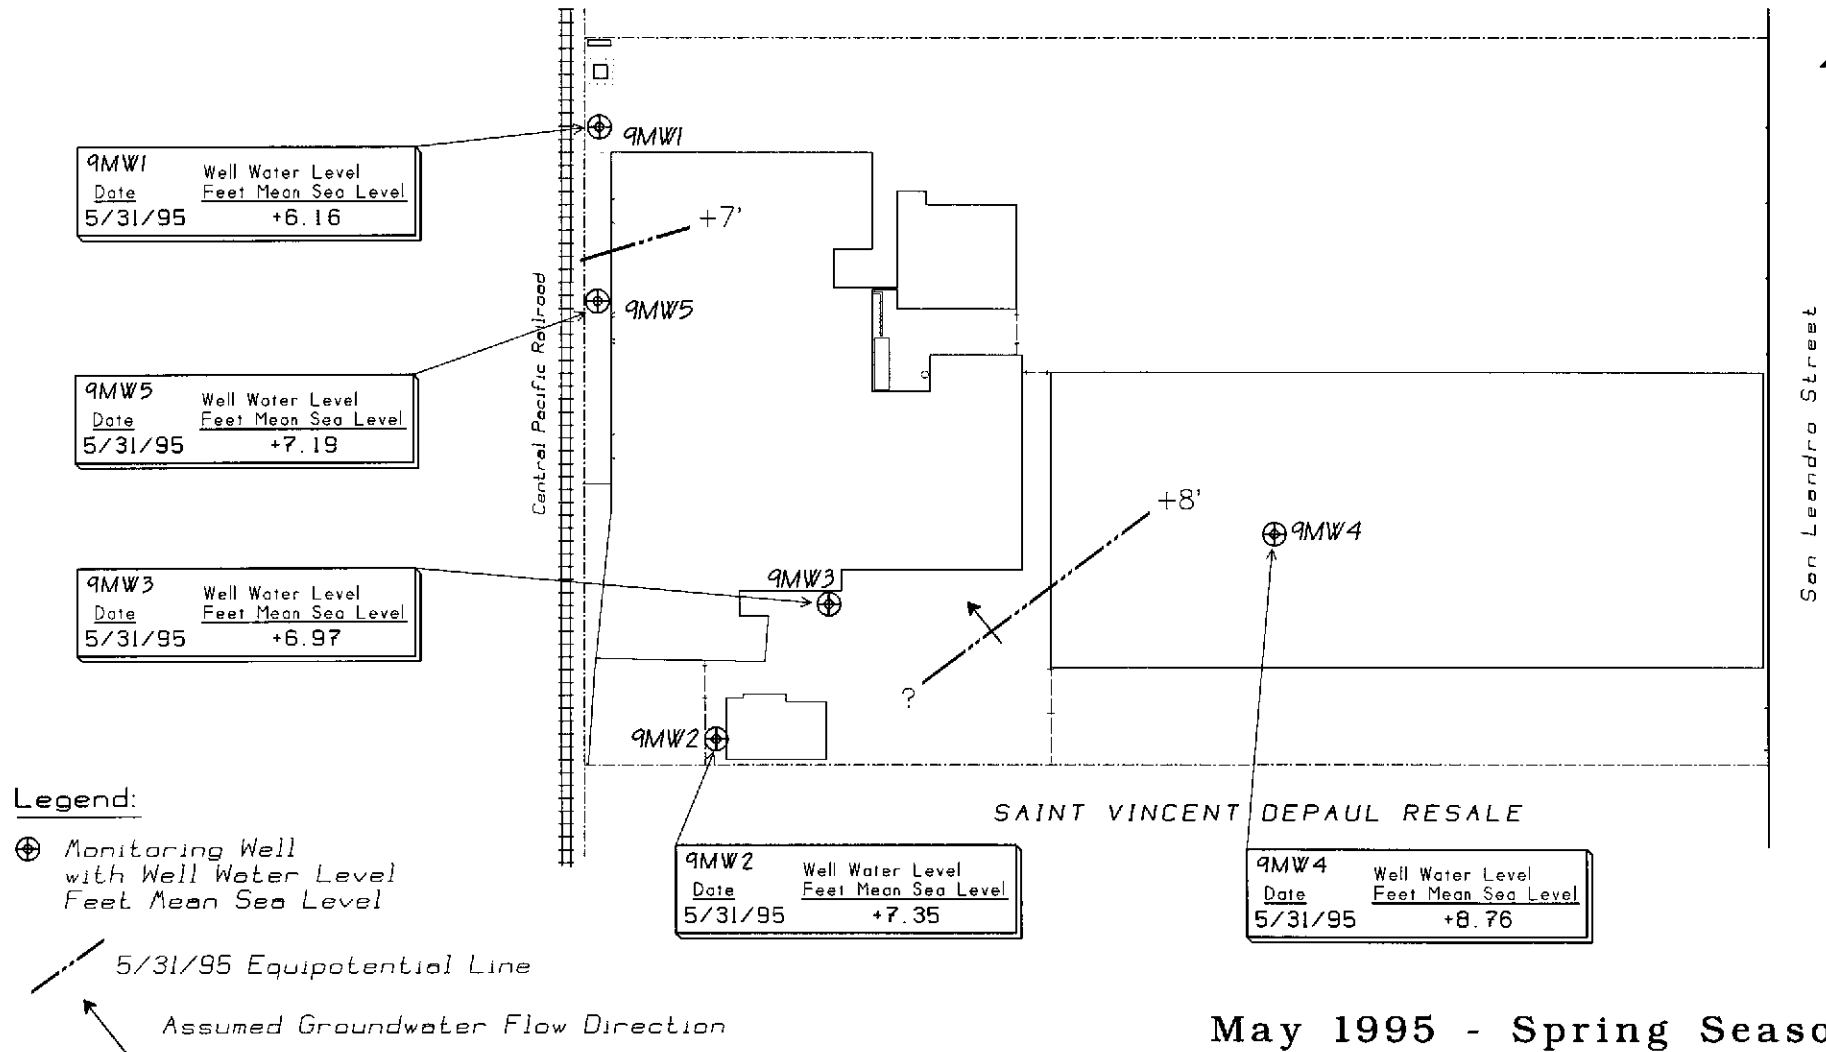 9MW1
9MW1
Well Water Level
Date
Feet Mean Sea Level
5/31/95
+6.16
+7'
9MW5
Central Pacific Railroad
San Leandro Street
9MW5
Well Water Level
Date
Feet Mean Sea Level
5/31/95
+7.19
+8'
9MW4
9MW3
9MW3
Well Water Level
Date
Feet Mean Sea Level
5/31/95
+6.97
?
9MW2
SAINT VINCENT DEPAUL RESALE
9MW2
Well Water Level
Date
Feet Mean Sea Level
5/31/95
+7.35
9MW4
Well Water Level
Date
Feet Mean Sea Level
5/31/95
+8.76
Legend:
Monitoring Well
with Well Water Level
Feet Mean Sea Level
5/31/95 Equipotential Line
Assumed Groundwater Flow Direction
May 1995 - Spring Seaso